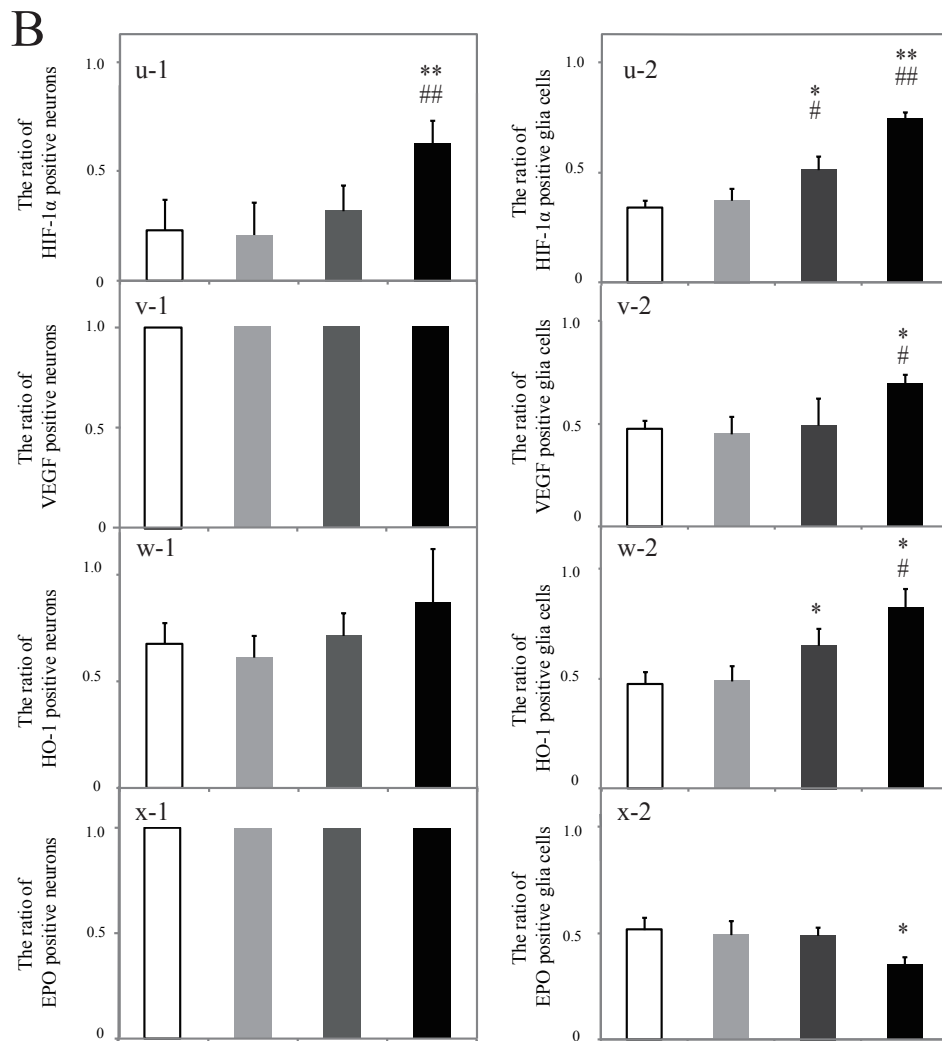 B
The ratio of
HIF-1α positive neurons
1.0
0.5
0
u-1
**
##
The ratio of
HIF-1α positive glia cells
1.0
0.5
0
u-2
*
#
**
##
The ratio of
VEGF positive neurons
1.0
0.5
0
v-1
The ratio of
VEGF positive glia cells
1.0
0.5
0
v-2
*
#
The ratio of
HO-1 positive neurons
1.0
0.5
0
w-1
The ratio of
HO-1 positive glia cells
1.0
0.5
0
w-2
*
*
#
The ratio of
EPO positive neurons
1.0
0.5
0
x-1
The ratio of
EPO positive glia cells
1.0
0.5
0
x-2
*